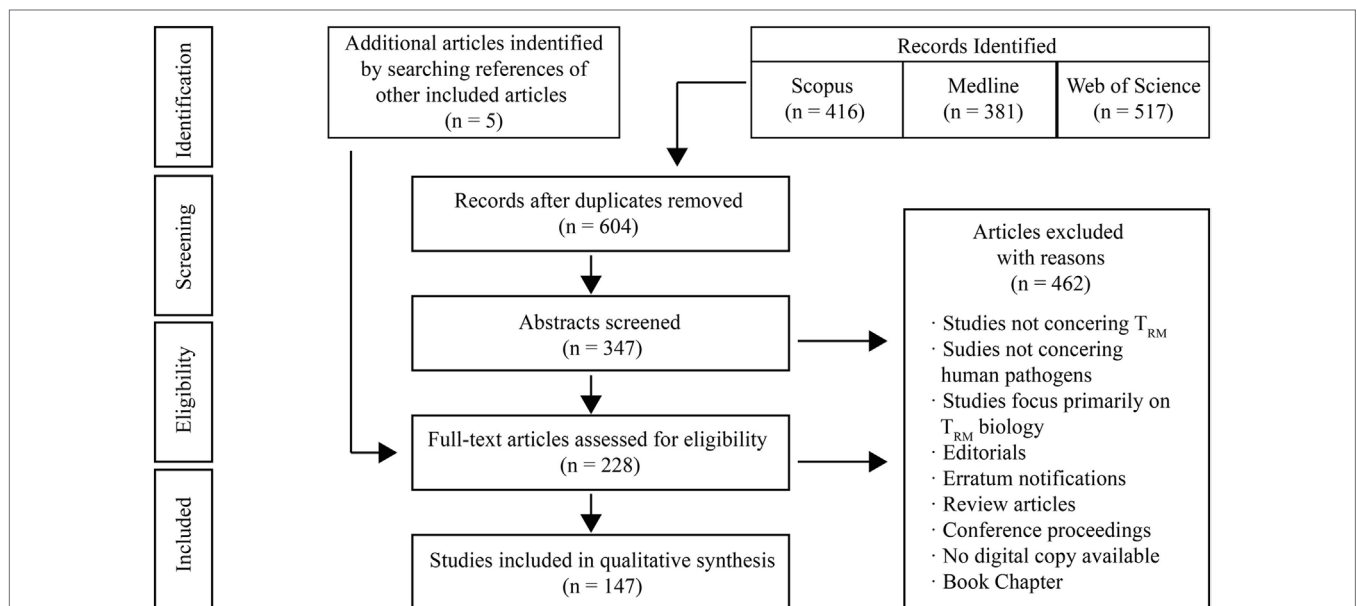 Identification
Additional articles indentified
by searching references of
other included articles
(n = 5)
Records Identified
Scopus
(n = 416)
Medline
(n = 381)
Web of Science
(n = 517)
Screening
Records after duplicates removed
(n = 604)
Abstracts screened
(n = 347)
Eligibility
Full-text articles assessed for eligibility
(n = 228)
Included
Studies included in qualitative synthesis
(n = 147)
Articles excluded
with reasons
(n = 462)
· Studies not concering TRM
· Sudies not concering
human pathogens
· Studies focus primarily on
TRM biology
· Editorials
· Erratum notifications
· Review articles
· Conference proceedings
· No digital copy available
· Book Chapter